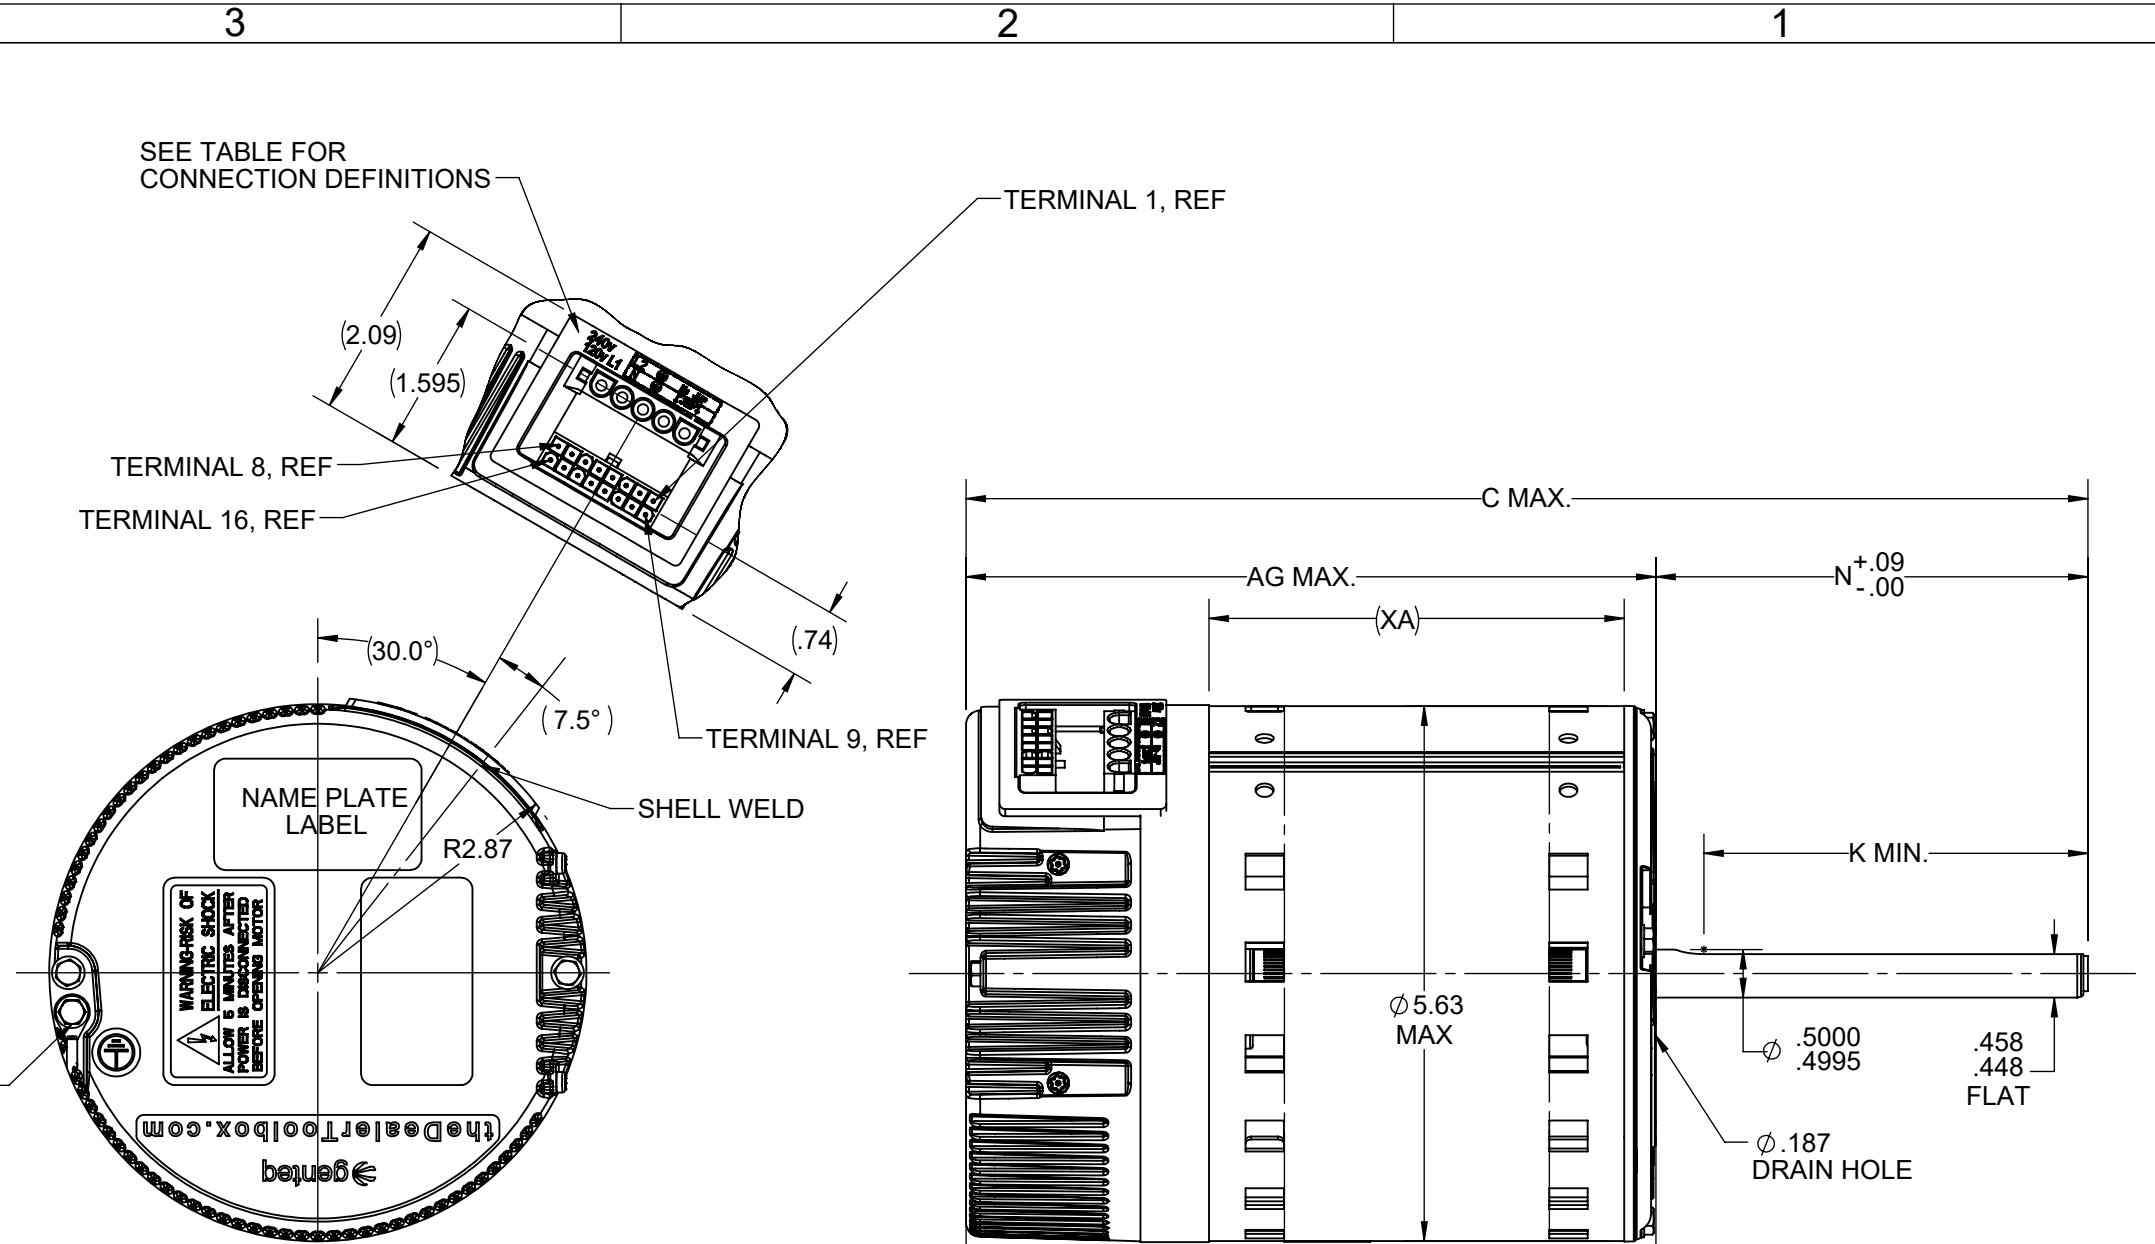 3
2
1
SEE TABLE FOR
CONNECTION DEFINITIONS
TERMINAL 1, REF
(2.09)
(1.595)
240v
120v L1
TERMINAL 8, REF
TERMINAL 16, REF
C MAX.
AG MAX.
N +.09
-.00
(XA)
(.74)
(30.0°)
(7.5°)
TERMINAL 9, REF
NAME PLATE
LABEL
SHELL WELD
R2.87
K MIN.
WARNING-RISK OF
ELECTRIC SHOCK
ALLOW 5 MINUTES AFTER
POWER IS DISCONNECTED
BEFORE OPENING MOTOR
∅5.63
MAX
∅ .5000
.4995
.458
.448
FLAT
∅.187
DRAIN HOLE
theDealerToolbox.com
genteq